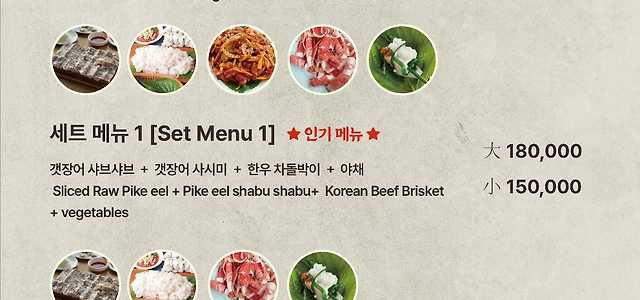 세트 메뉴 1 [Set Menu 1] ★ 인기 메뉴 ★
갯장어 샤브샤브 + 갯장어 사시미 + 한우 차돌박이 + 야채
Sliced Raw Pike eel + Pike eel shabu shabu+ Korean Beef Brisket
+ vegetables
大 180,000
小 150,000